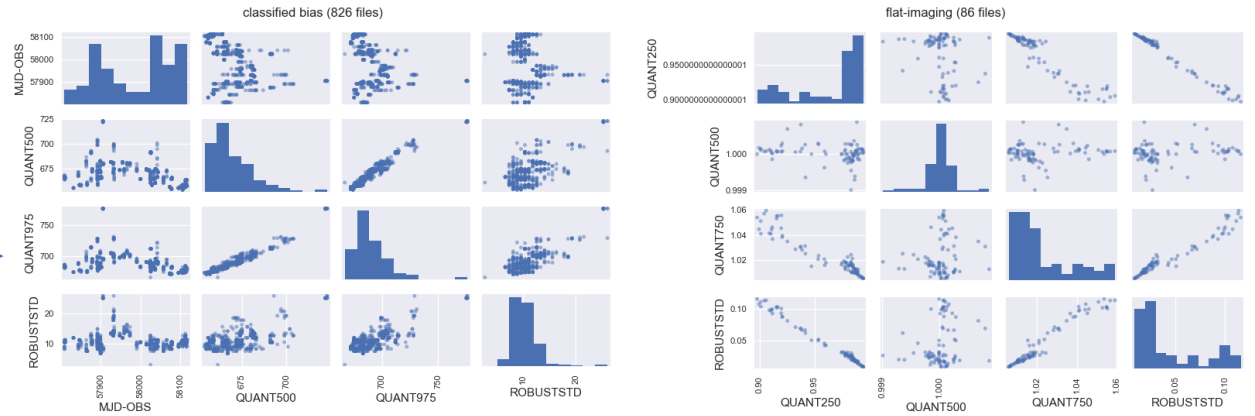 classified bias (826 files)
flat-imaging (86 files)
MJD-OBS
58100
58000
57900
QUANT250
0.9500000000000001
0.9000000000000001
QUANT500
725
700
675
QUANT500
1.000
0.999
QUANT975
750
700
QUANT750
1.06
1.04
1.02
ROBUSTSTD
20
10
ROBUSTSTD
0.10
0.05
57900
58000
58100
MJD-OBS
675
700
QUANT500
700
750
QUANT975
10
20
ROBUSTSTD
0.90
0.95
QUANT250
0.999
1.000
QUANT500
1.02
1.04
1.06
QUANT750
0.05
0.10
ROBUSTSTD